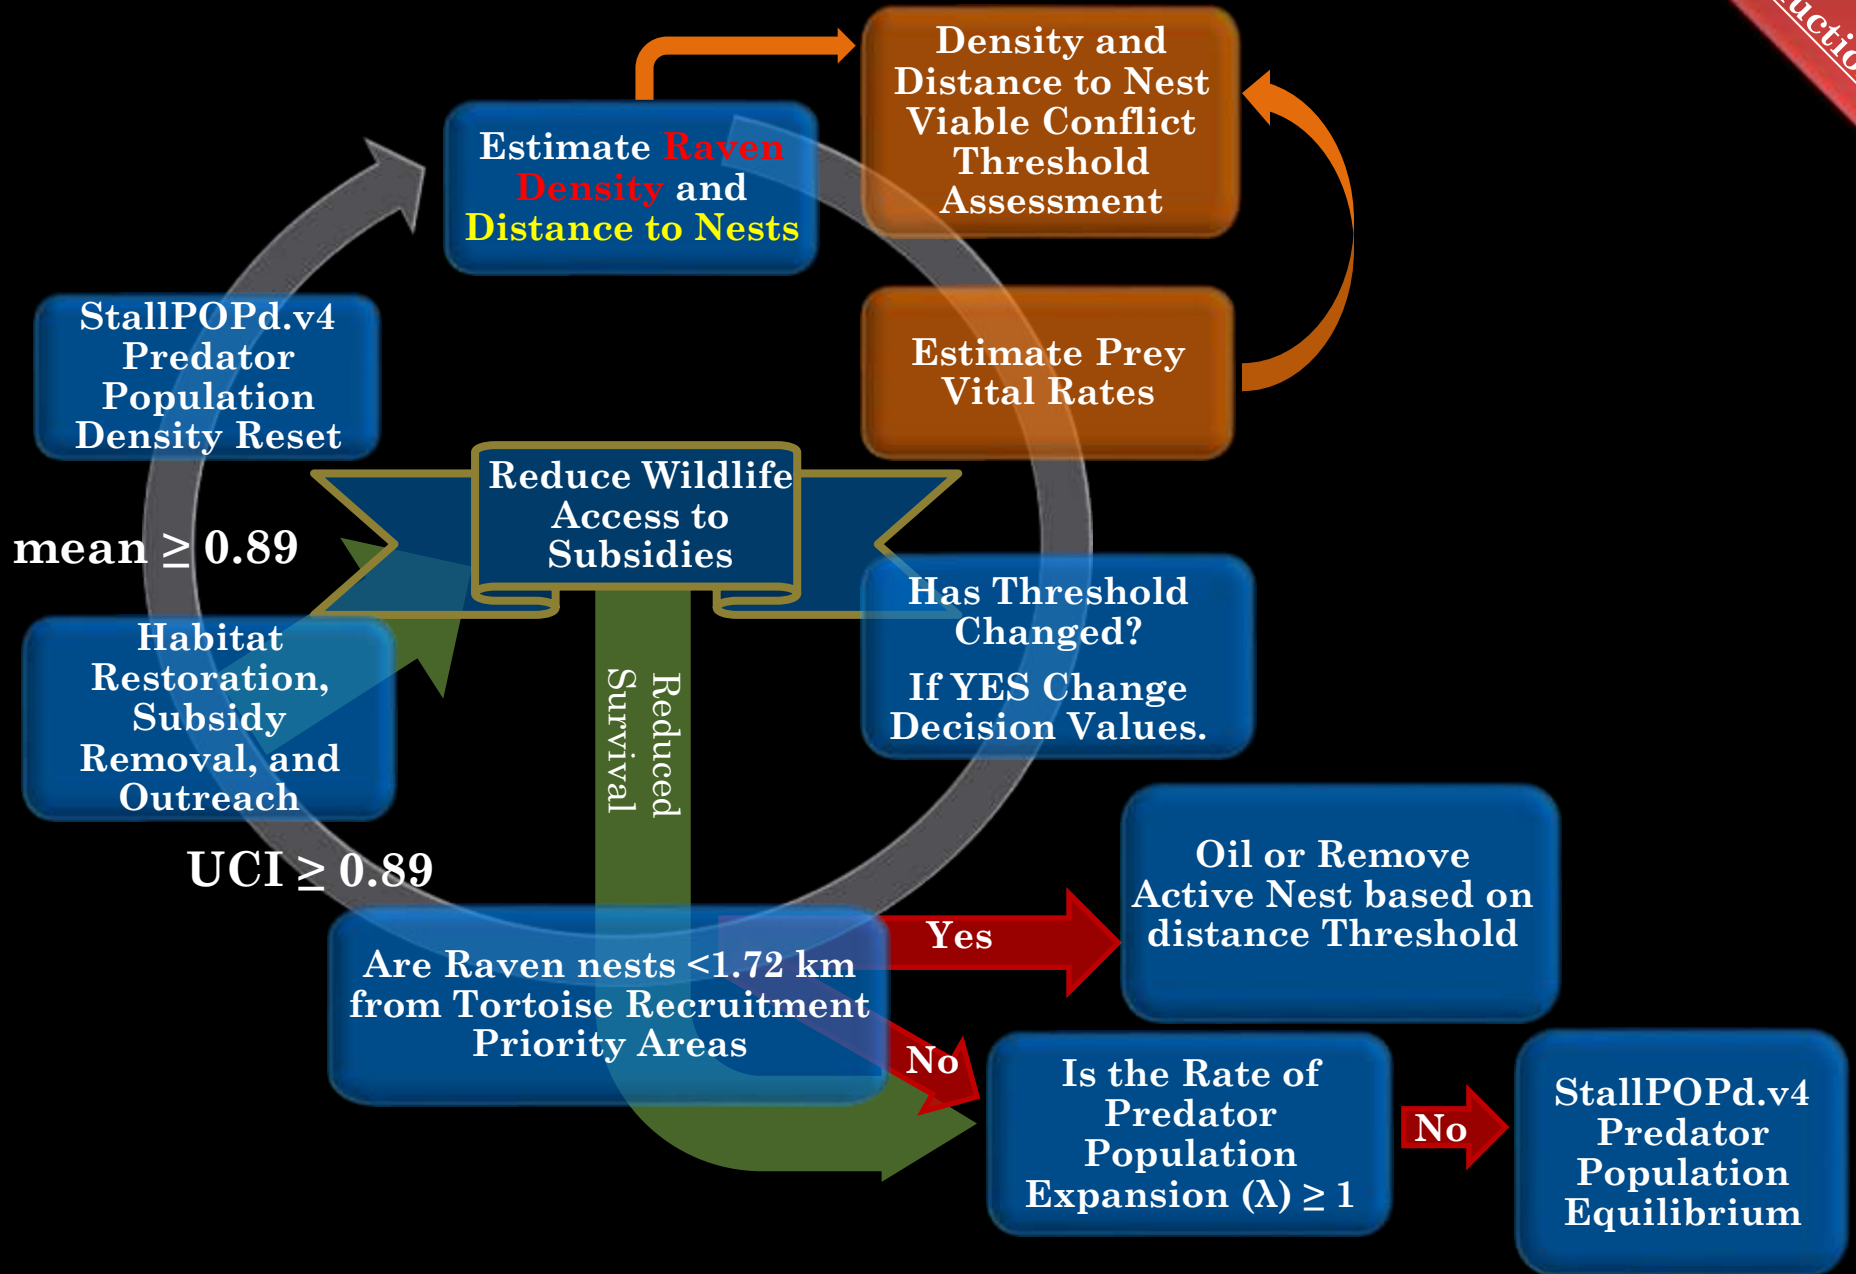 Density and
Distance to Nest
Viable Conflict
Threshold
Assessment
Estimate Raven
Density and
Distance to Nests
StallPOPd.v4
Predator
Population
Density Reset
Estimate Prey
Vital Rates
Reduce Wildlife
Access to
Subsidies
mean ≥ 0.89
Has Threshold
Changed?
If YES Change
Decision Values.
Habitat
Restoration,
Subsidy
Removal, and
Outreach
Reduced
Survival
UCI ≥ 0.89
Oil or Remove
Active Nest based on
distance Threshold
Yes
Are Raven nests <1.72 km
from Tortoise Recruitment
Priority Areas
No
Is the Rate of
Predator
Population
Expansion (λ) ≥ 1
No
StallPOPd.v4
Predator
Population
Equilibrium